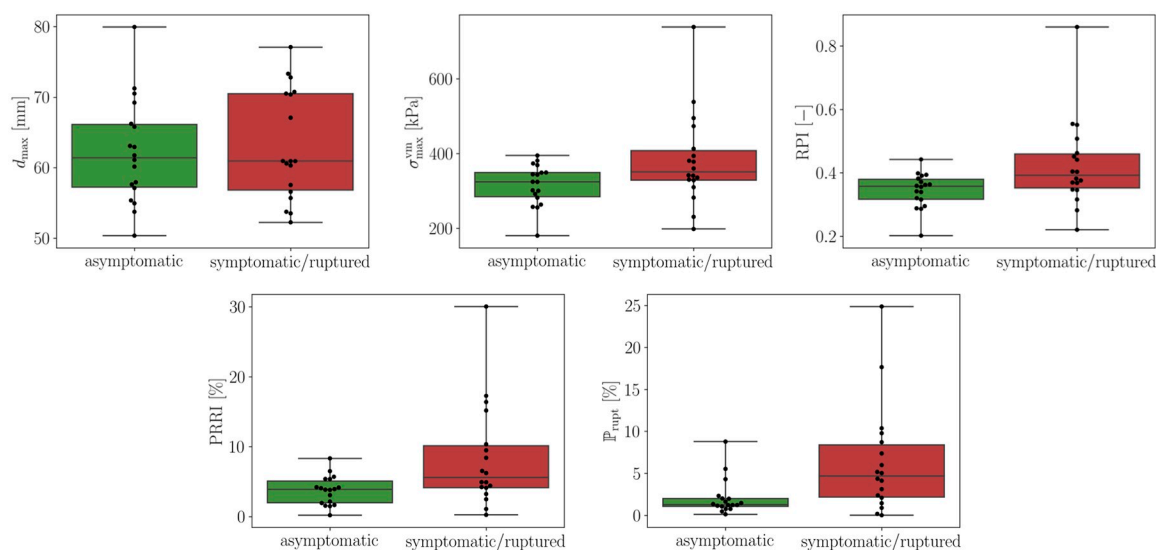 d_max [mm]
80
70
60
50
asymptomatic symptomatic/ruptured
σ^vm_max [kPa]
600
400
200
asymptomatic symptomatic/ruptured
RPI [−]
0.8
0.6
0.4
0.2
asymptomatic symptomatic/ruptured
PRRI [%]
30
20
10
0
asymptomatic symptomatic/ruptured
ℙ_rupt [%]
25
20
15
10
5
0
asymptomatic symptomatic/ruptured